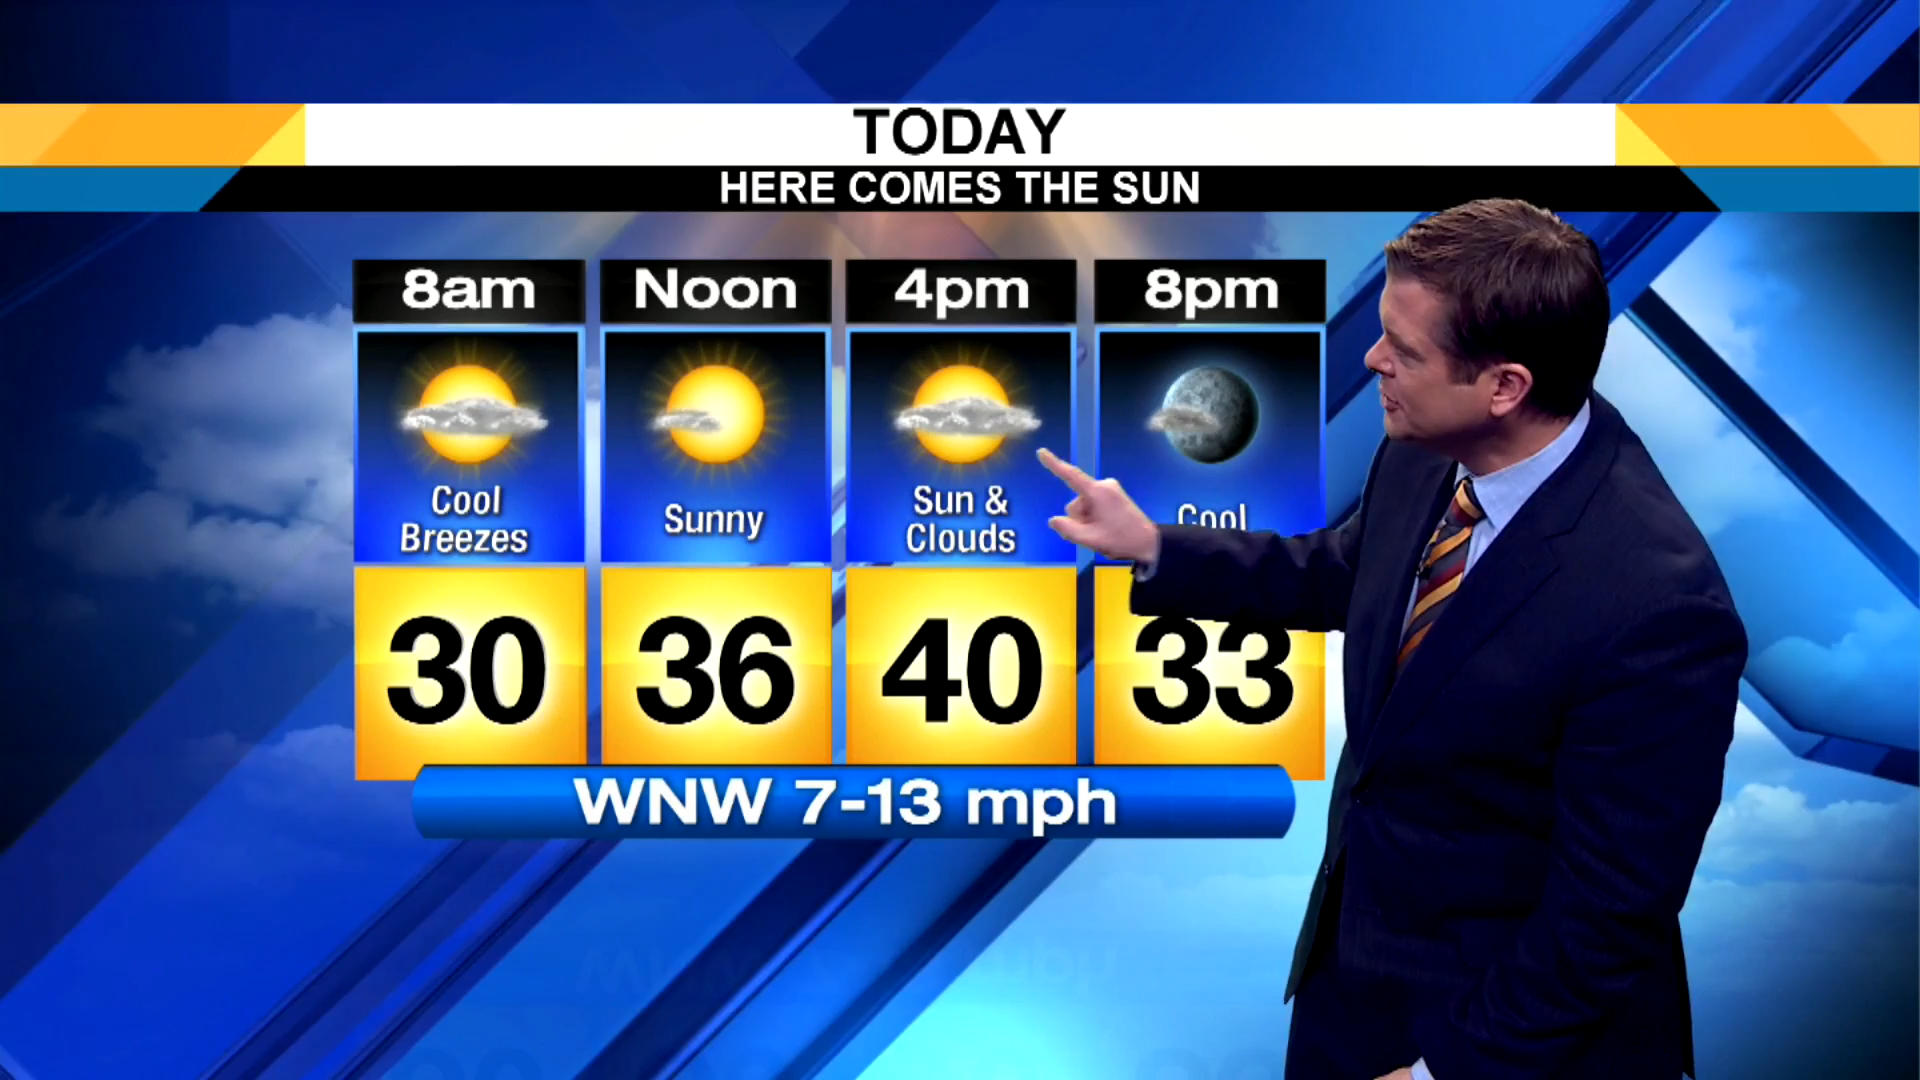 TODAY
HERE COMES THE SUN
8am
Noon
4pm
8pm
Cool
Breezes
Sunny
Sun &
Clouds
Cool
30
36
40
33
WNW 7-13 mph